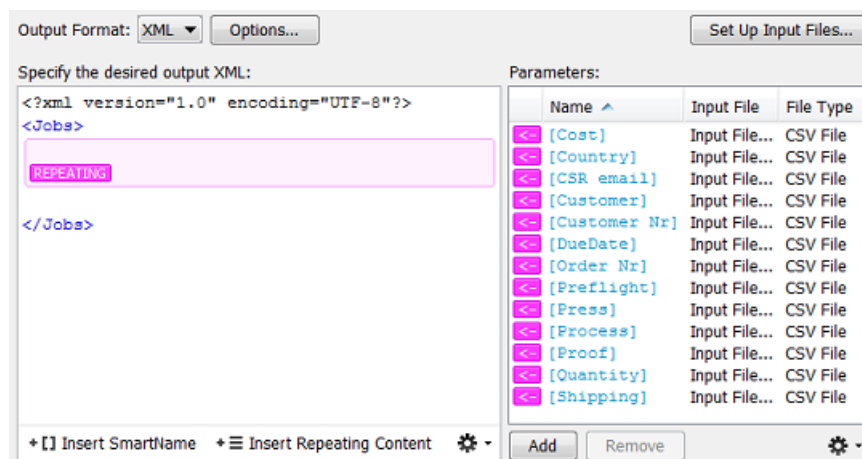 Output Format: XML Options... Set Up Input Files...
Specify the desired output XML: Parameters:
<?xml version="1.0" encoding="UTF-8"?>
<Jobs>
REPEATING
</Jobs>
+[] Insert SmartName +☰ Insert Repeating Content
Name Input File File Type
<- [Cost] Input File... CSV File
<- [Country] Input File... CSV File
<- [CSR email] Input File... CSV File
<- [Customer] Input File... CSV File
<- [Customer Nr] Input File... CSV File
<- [DueDate] Input File... CSV File
<- [Order Nr] Input File... CSV File
<- [Preflight] Input File... CSV File
<- [Press] Input File... CSV File
<- [Process] Input File... CSV File
<- [Proof] Input File... CSV File
<- [Quantity] Input File... CSV File
<- [Shipping] Input File... CSV File
Add Remove